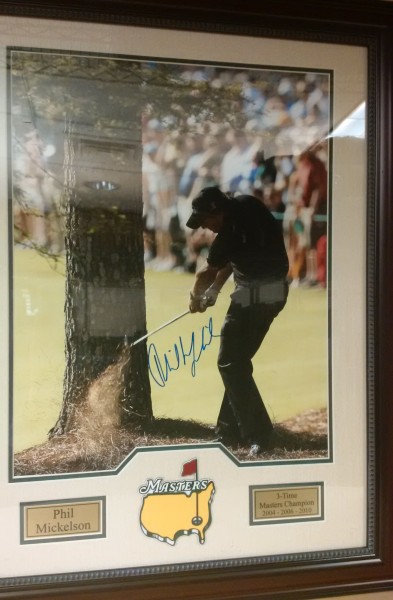 MASTERS
Phil
Mickelson
3-Time
Masters Champion
2004 - 2006 - 2010